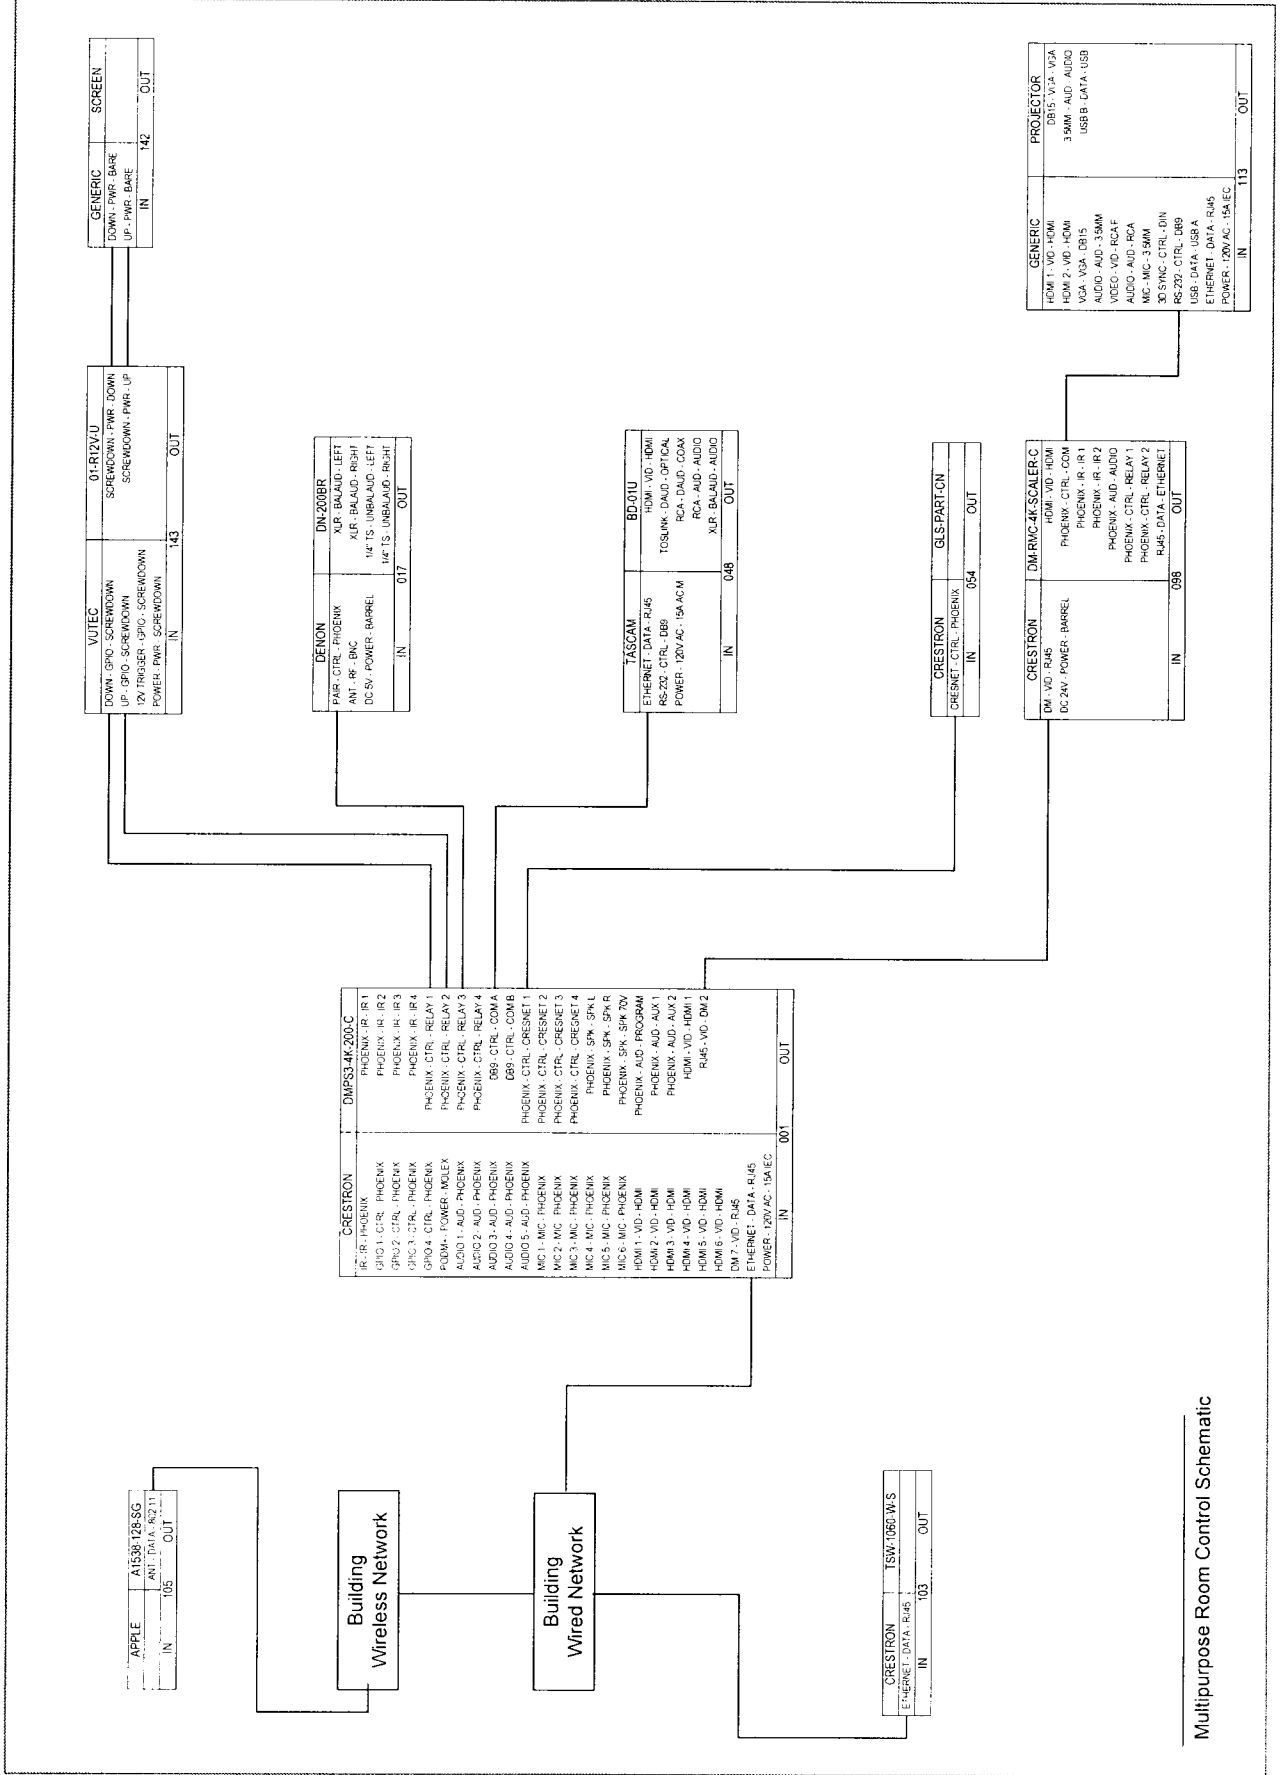 Multipurpose Room Control Schematic
APPLE A1538-128-SG
ANT - DATA - 802.11
IN 105 OUT
Building
Wireless Network
Building
Wired Network
CRESTRON TSW-1060-W-S
ETHERNET - DATA - RJ45
IN 103 OUT
CRESTRON DMPS3-4K-200-C
IR - IR - PHOENIX
GPIO 1 - CTRL - PHOENIX
GPIO 2 - CTRL - PHOENIX
GPIO 3 - CTRL - PHOENIX
GPIO 4 - CTRL - PHOENIX
PODM+ - POWER - MOLEX
AUDIO 1 - AUD - PHOENIX
AUDIO 2 - AUD - PHOENIX
AUDIO 3 - AUD - PHOENIX
AUDIO 4 - AUD - PHOENIX
AUDIO 5 - AUD - PHOENIX
MIC 1 - MIC - PHOENIX
MIC 2 - MIC - PHOENIX
MIC 3 - MIC - PHOENIX
MIC 4 - MIC - PHOENIX
MIC 5 - MIC - PHOENIX
MIC 6 - MIC - PHOENIX
HDMI 1 - VID - HDMI
HDMI 2 - VID - HDMI
HDMI 3 - VID - HDMI
HDMI 4 - VID - HDMI
HDMI 5 - VID - HDMI
HDMI 6 - VID - HDMI
DM 7 - VID - RJ45
ETHERNET - DATA - RJ45
POWER - 120V AC - 15A IEC
PHOENIX - IR - IR 1
PHOENIX - IR - IR 2
PHOENIX - IR - IR 3
PHOENIX - IR - IR 4
PHOENIX - CTRL - RELAY 1
PHOENIX - CTRL - RELAY 2
PHOENIX - CTRL - RELAY 3
PHOENIX - CTRL - RELAY 4
DB9 - CTRL - COM A
DB9 - CTRL - COM B
PHOENIX - CTRL - CRESNET 1
PHOENIX - CTRL - CRESNET 2
PHOENIX - CTRL - CRESNET 3
PHOENIX - CTRL - CRESNET 4
PHOENIX - SPK - SPK L
PHOENIX - SPK - SPK R
PHOENIX - SPK - SPK 70V
PHOENIX - AUD - PROGRAM
PHOENIX - AUD - AUX 1
PHOENIX - AUD - AUX 2
HDMI - VID - HDMI 1
RJ45 - VID - DM 2
IN 001 OUT
VUTEC 01-R12V-U
DOWN - GPIO - SCREWDOWN
UP - GPIO - SCREWDOWN
12V TRIGGER - GPIO - SCREWDOWN
POWER - PWR - SCREWDOWN
SCREWDOWN - PWR - DOWN
SCREWDOWN - PWR - UP
IN 143 OUT
GENERIC SCREEN
DOWN - PWR - BARE
UP - PWR - BARE
IN 142 OUT
DENON DN-200BR
PAIR - CTRL - PHOENIX
ANT - RF - BNC
DC 5V - POWER - BARREL
XLR - BALAUD - LEFT
XLR - BALAUD - RIGHT
1/4" TS - UNBALAUD - LEFT
1/4" TS - UNBALAUD - RIGHT
IN 017 OUT
TASCAM BD-01U
ETHERNET - DATA - RJ45
RS-232 - CTRL - DB9
POWER - 120V AC - 15A AC M
HDMI - VID - HDMI
TOSLINK - DAUD - OPTICAL
RCA - DAUD - COAX
RCA - AUD - AUDIO
XLR - BALAUD - AUDIO
IN 048 OUT
CRESTRON GLS-PART-CN
CRESNET - CTRL - PHOENIX
IN 054 OUT
CRESTRON DM-RMC-4K-SCALER-C
DM - VID - RJ45
DC 24V - POWER - BARREL
HDMI - VID - HDMI
PHOENIX - CTRL - COM
PHOENIX - IR - IR 1
PHOENIX - IR - IR 2
PHOENIX - AUD - AUDIO
PHOENIX - CTRL - RELAY 1
PHOENIX - CTRL - RELAY 2
RJ45 - DATA - ETHERNET
IN 098 OUT
GENERIC PROJECTOR
HDMI 1 - VID - HDMI
HDMI 2 - VID - HDMI
VGA - VGA - DB15
AUDIO - AUD - 3.5MM
VIDEO - VID - RCA F
AUDIO - AUD - RCA
MIC - MIC - 3.5MM
3D SYNC - CTRL - DIN
RS-232 - CTRL - DB9
USB - DATA - USB A
ETHERNET - DATA - RJ45
POWER - 120V AC - 15A IEC
DB15 - VGA - VGA
3.5MM - AUD - AUDIO
USB B - DATA - USB
IN 113 OUT